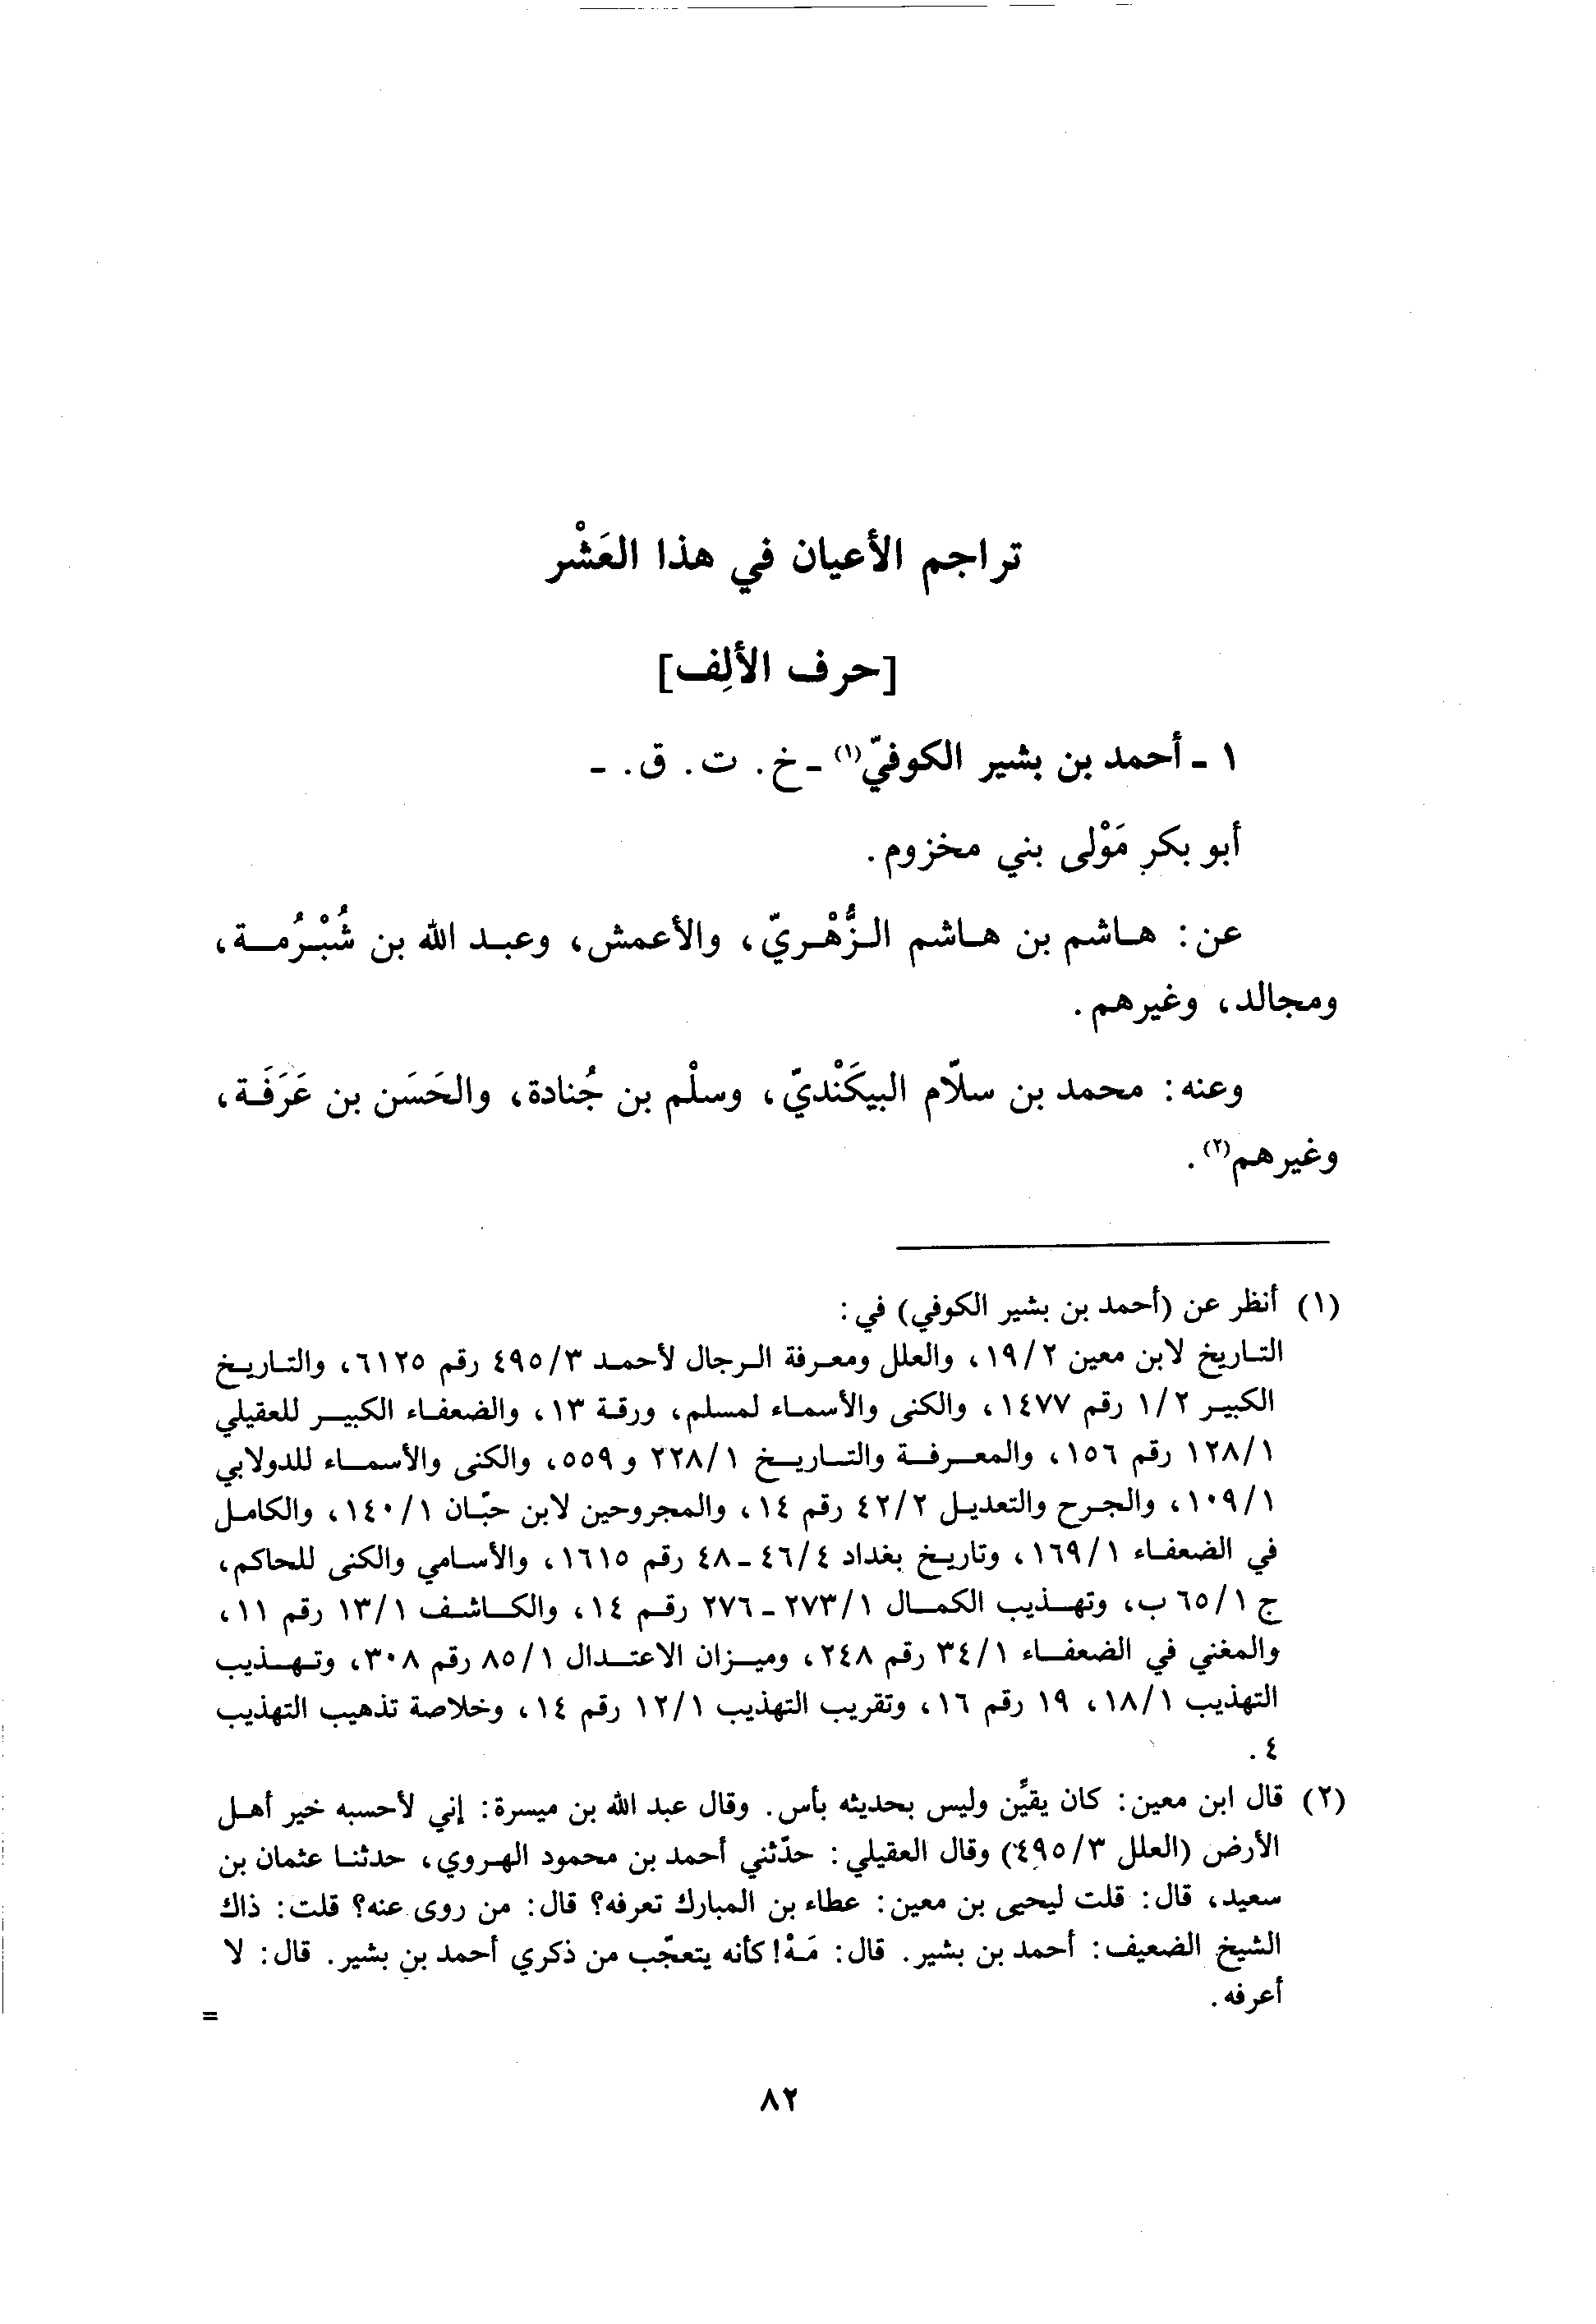 تراجم الأعيان في هذا العَشْر
[حرف الألِف]
١ - أحمد بن بشير الكوفيّ(١) - خ. ت. ق. -
أبو بكرٍ مَوْلى بني مخزوم.
عن: هاشم بن هاشم الزُّهْريّ، والأعمش، وعبد الله بن شُبْرُمة،
ومجالد، وغيرهم.
وعنه: محمد بن سلّام البيكَنْديّ، وسلْم بن جُنادة، والحَسَن بن عَرَفَة،
وغيرهم(٢).
(١) أنظر عن (أحمد بن بشير الكوفي) في:
التاريخ لابن معين ١٩/٢، والعلل ومعرفة الرجال لأحمد ٤٩٥/٣ رقم ٦١٢٥، والتاريخ
الكبير ١/٢ رقم ١٤٧٧، والكنى والأسماء لمسلم، ورقة ١٣، والضعفاء الكبير للعقيلي
١٢٨/١ رقم ١٥٦، والمعرفة والتاريخ ٢٢٨/١ و ٥٥٩، والكنى والأسماء للدولابي
١٠٩/١، والجرح والتعديل ٤٢/٢ رقم ١٤، والمجروحين لابن حبّان ١٤٠/١، والكامل
في الضعفاء ١٦٩/١، وتاريخ بغداد ٤٦/٤ - ٤٨ رقم ١٦١٥، والأسامي والكنى للحاكم،
ج ٦٥/١ ب، وتهذيب الكمال ٢٧٣/١ - ٢٧٦ رقم ١٤، والكاشف ١٣/١ رقم ١١،
والمغني في الضعفاء ٣٤/١ رقم ٢٤٨، وميزان الاعتدال ٨٥/١ رقم ٣٠٨، وتهذيب
التهذيب ١٨/١، ١٩ رقم ١٦، وتقريب التهذيب ١٢/١ رقم ١٤، وخلاصة تذهيب التهذيب
٤.
(٢) قال ابن معين: كان يقيِّن وليس بحديثه بأس. وقال عبد الله بن ميسرة: إني لأحسبه خير أهل
الأرض (العلل ٤٩٥/٣) وقال العقيلي: حدّثني أحمد بن محمود الهروي، حدثنا عثمان بن
سعيد، قال: قلت ليحيى بن معين: عطاء بن المبارك تعرفه؟ قال: من روى عنه؟ قلت: ذاك
الشيخ الضعيف: أحمد بن بشير. قال: مَهْ! كأنه يتعجّب من ذكري أحمد بن بشير. قال: لا
أعرفه.
=
٨٢